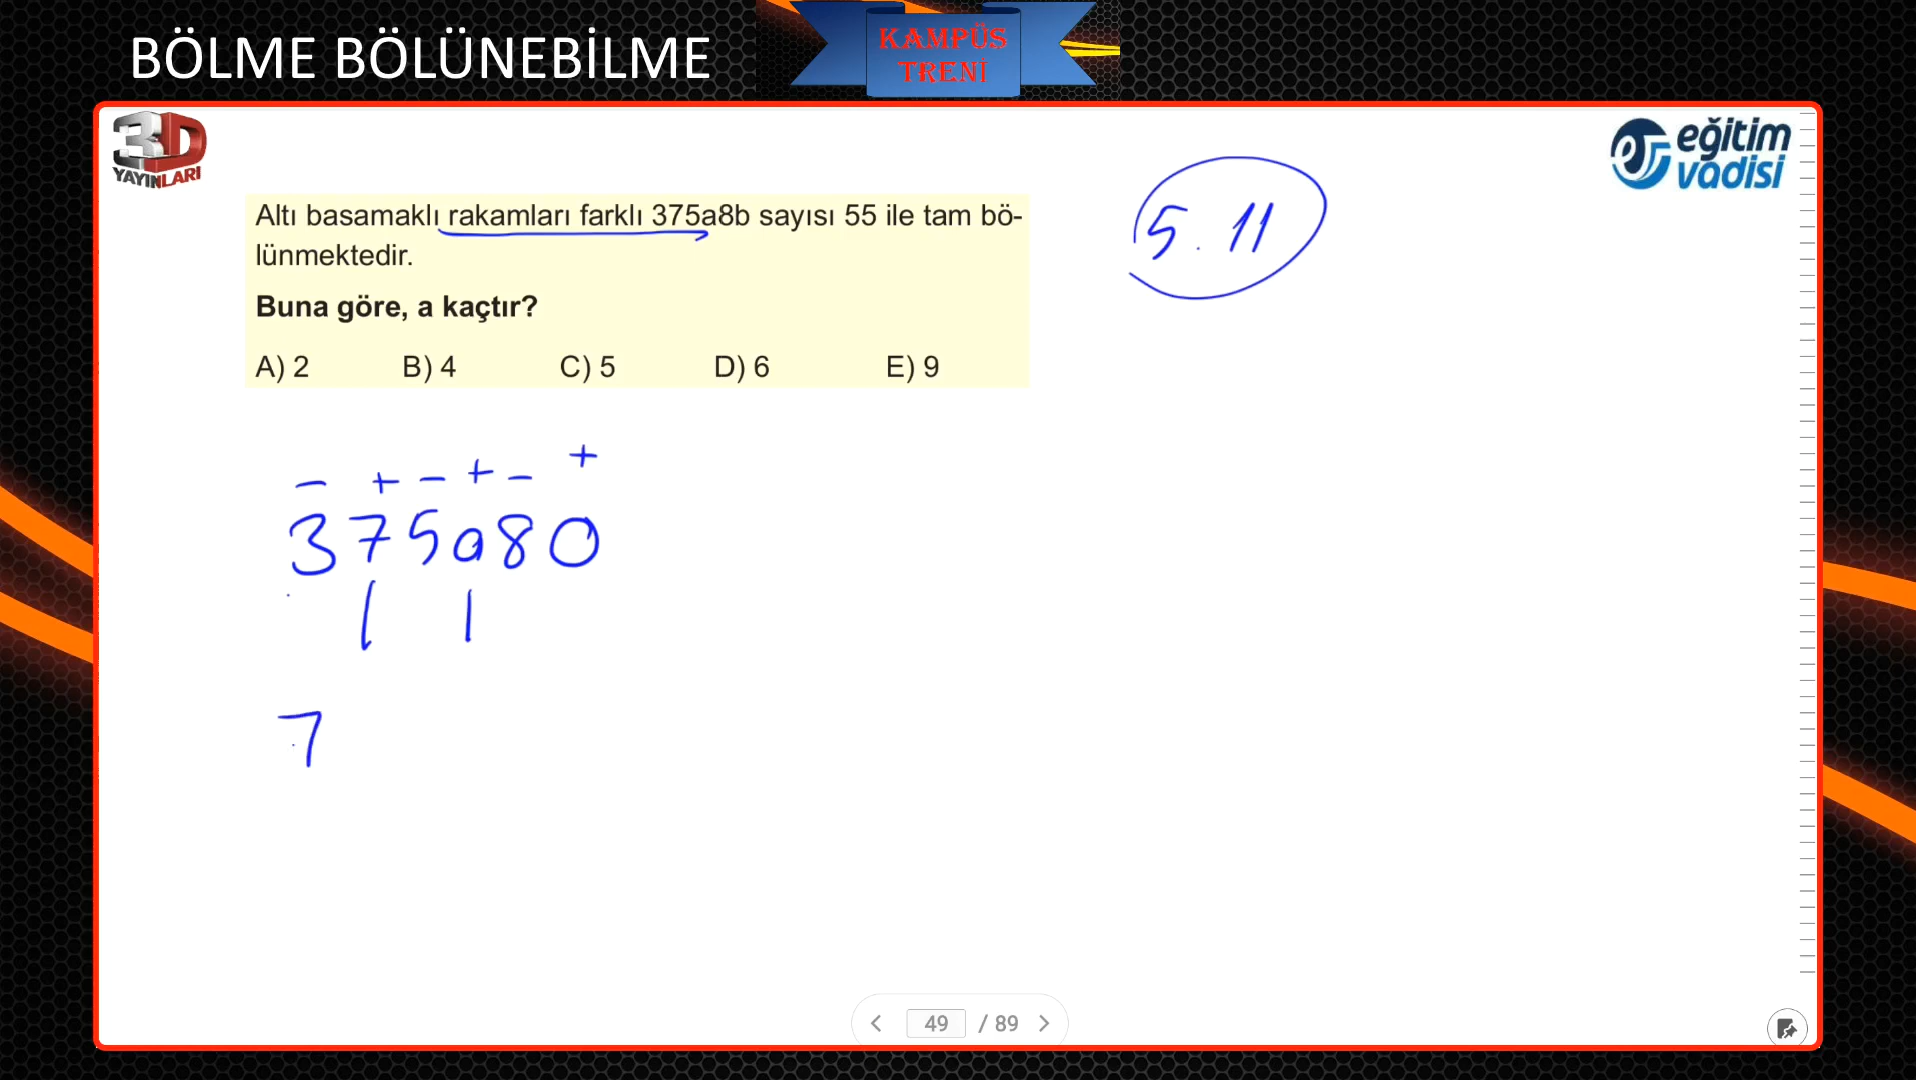 BÖLME BÖLÜNEBİLME
KAMPÜS
TRENİ
3D
YAYINLARI
eğitim
vadisi
Altı basamaklı rakamları farklı 375a8b sayısı 55 ile tam bö-
lünmektedir.
Buna göre, a kaçtır?
A) 2 B) 4 C) 5 D) 6 E) 9
5. 11
- + - + - +
375a80
7
49 / 89